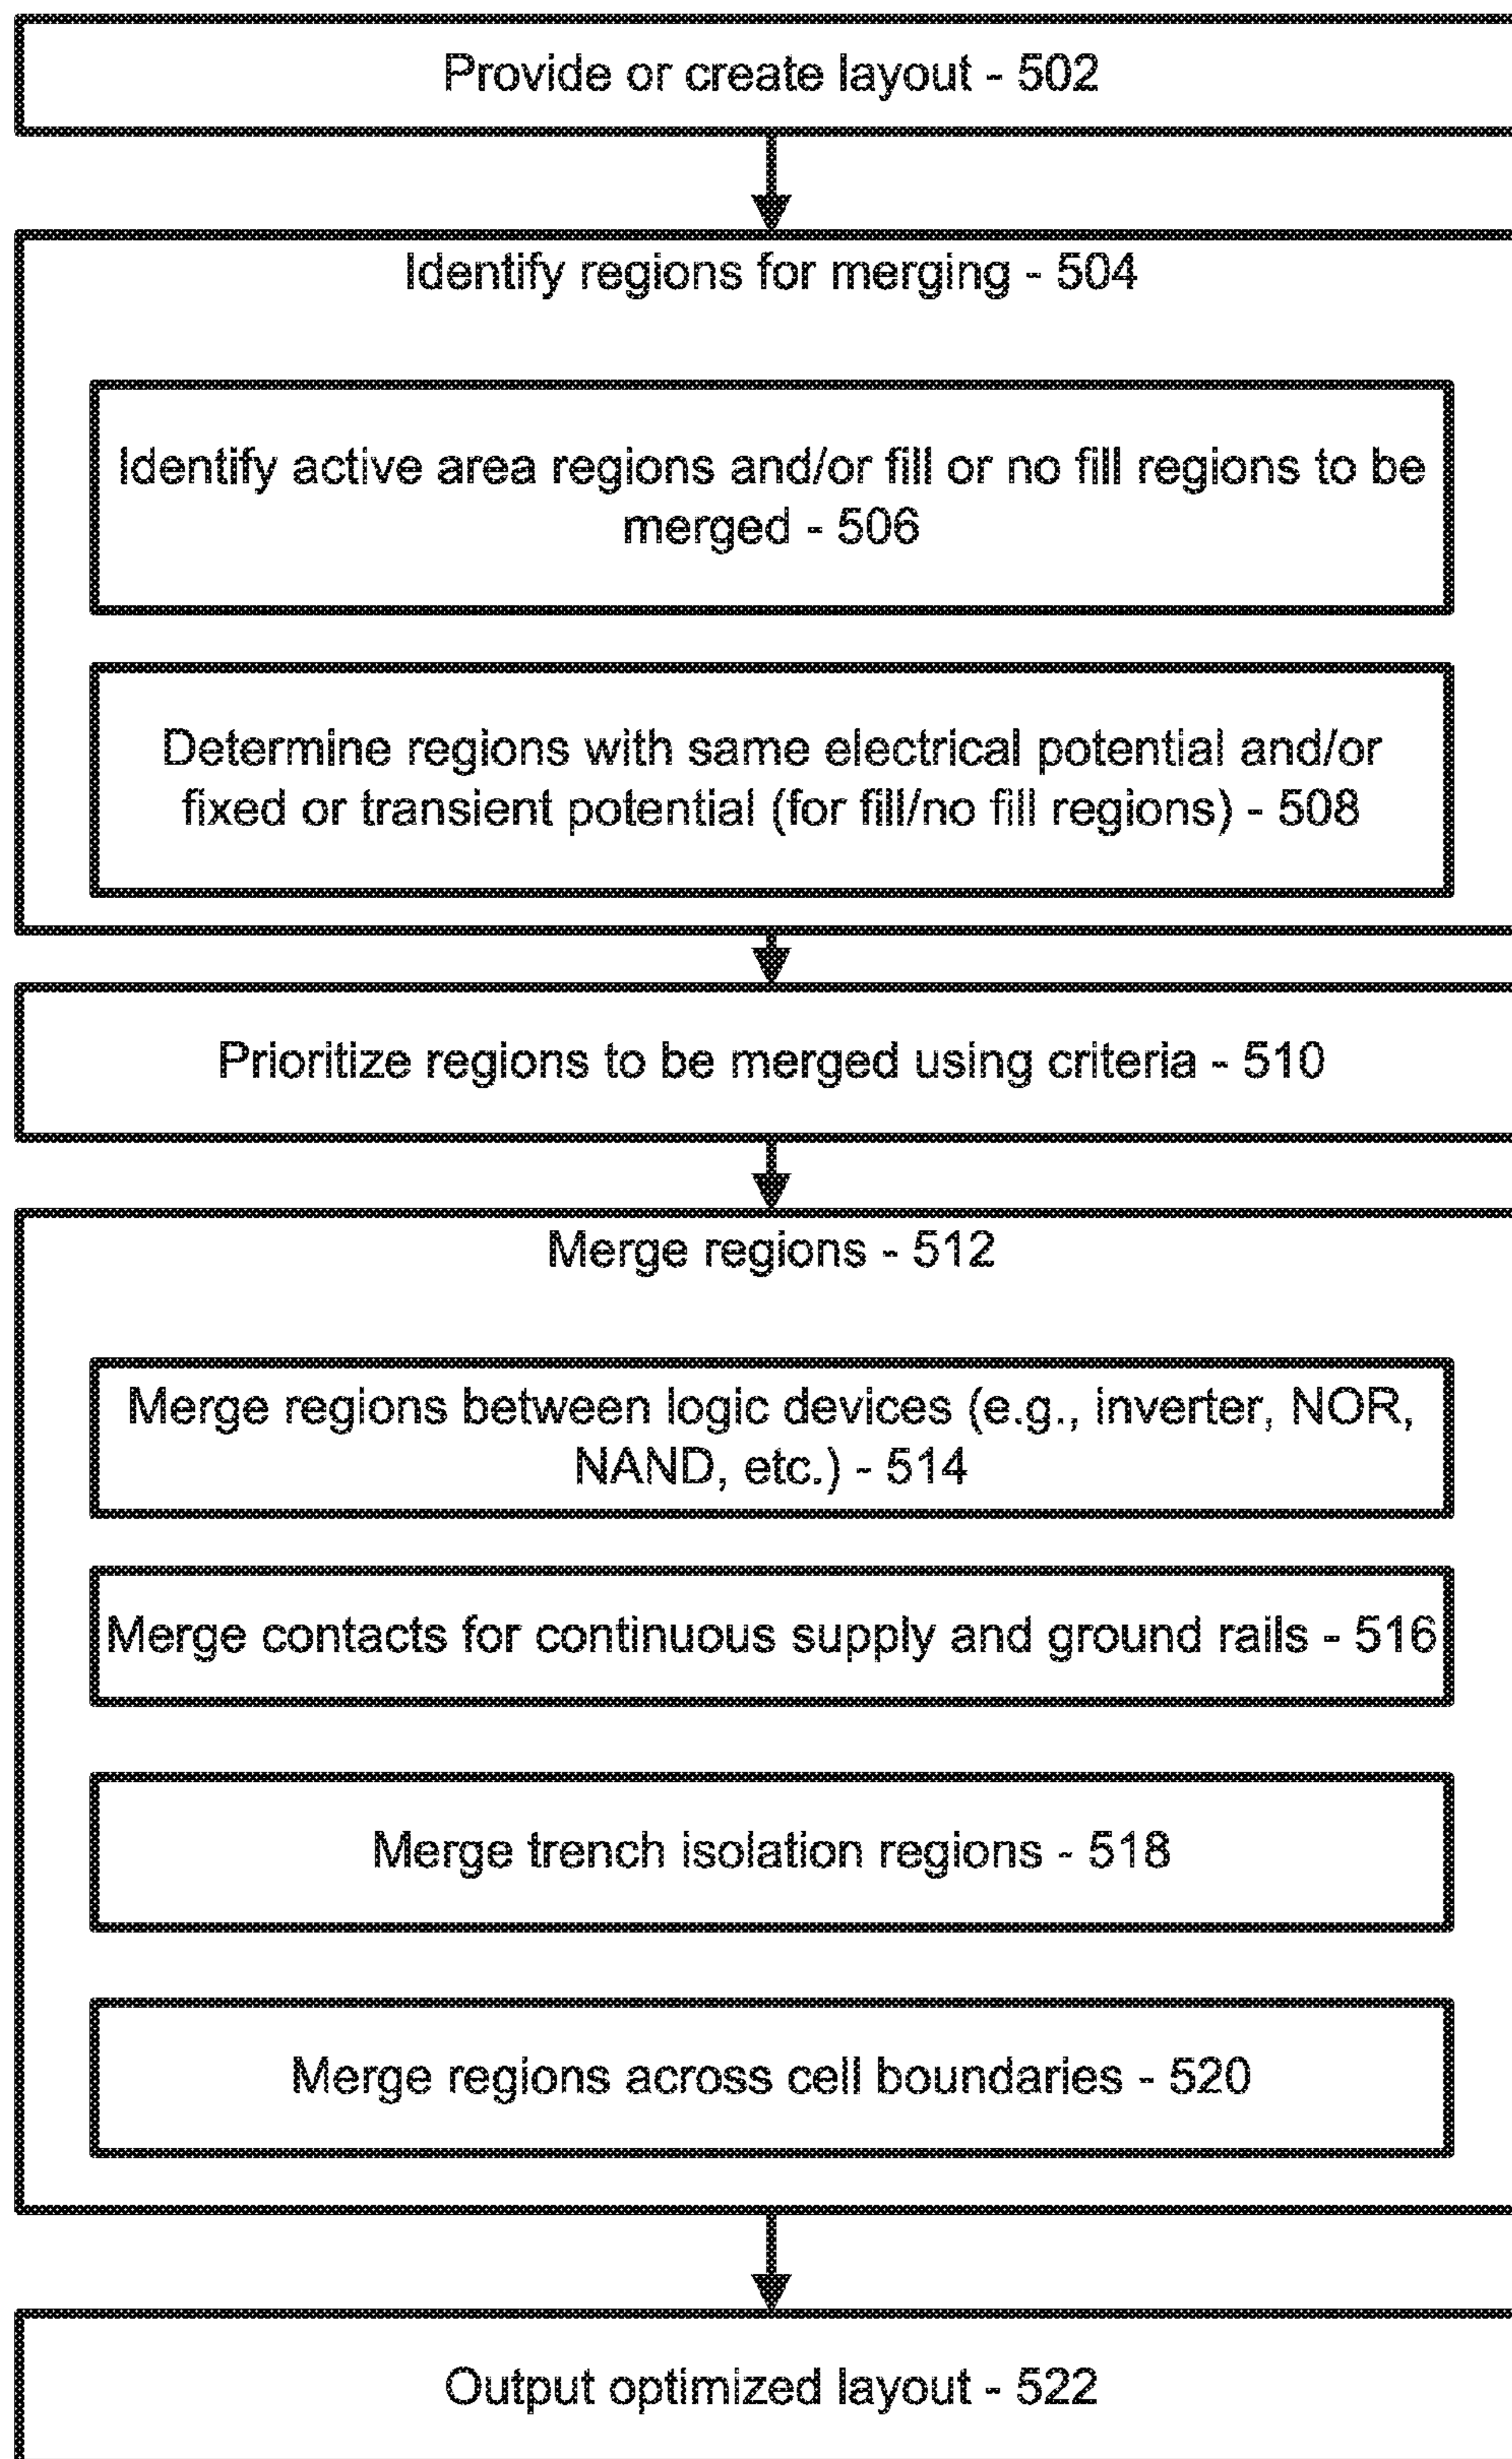 Provide or create layout - 502
Identify regions for merging - 504
Identify active area regions and/or fill or no fill regions to be
merged - 506
Determine regions with same electrical potential and/or
fixed or transient potential (for fill/no fill regions) - 508
Prioritize regions to be merged using criteria - 510
Merge regions - 512
Merge regions between logic devices (e.g., inverter, NOR,
NAND, etc.) - 514
Merge contacts for continuous supply and ground rails - 516
Merge trench isolation regions - 518
Merge regions across cell boundaries - 520
Output optimized layout - 522